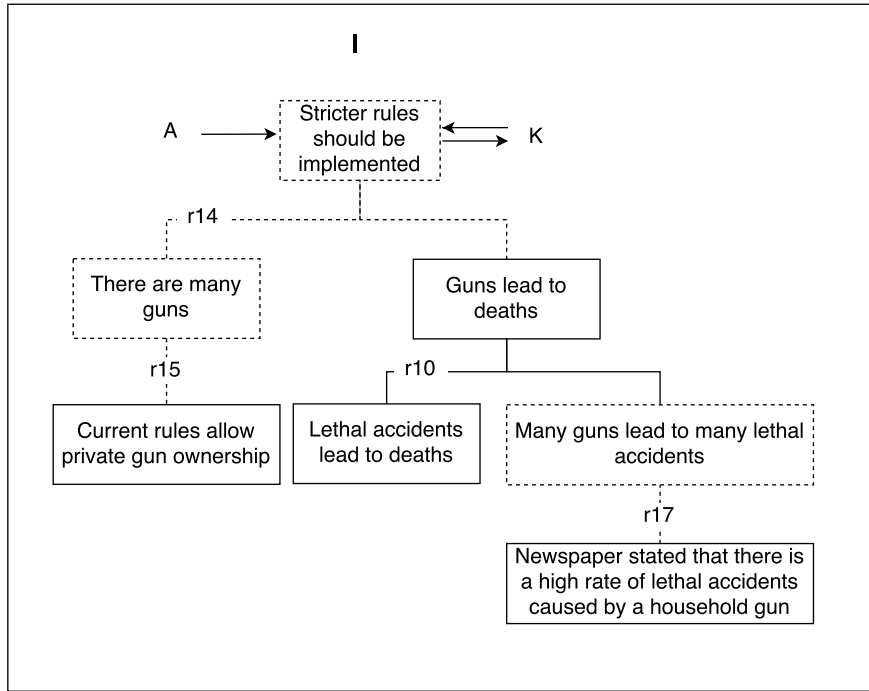 I
Stricter rules
should be
implemented
A
K
r14
There are many
guns
Guns lead to
deaths
r15
r10
Current rules allow
private gun ownership
Lethal accidents
lead to deaths
Many guns lead to many lethal
accidents
r17
Newspaper stated that there is
a high rate of lethal accidents
caused by a household gun